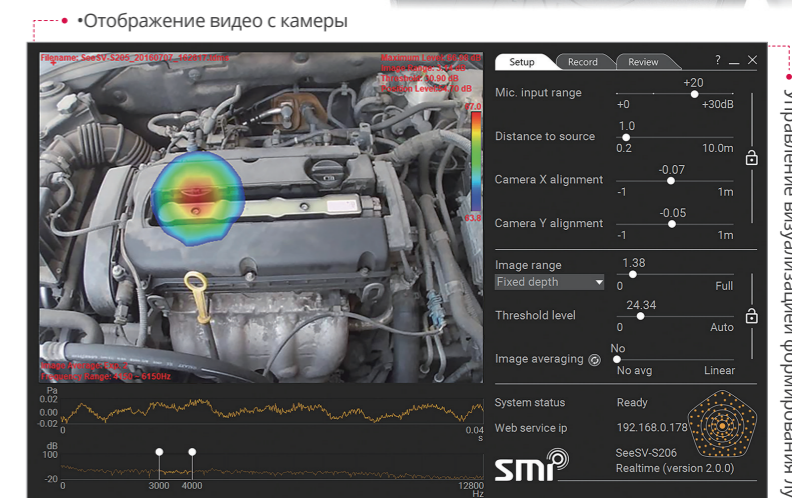 •Отображение видео с камеры
Filename: SeeSV-S205_20160707_162817
Frequency Range: 4150 ~ 6150Hz
Pa
0.02
0.00
-0.02
0
0.04
s
dB
100
-20
0
3000
4000
12800
Hz
Setup
Record
Review
?
Mic. input range
+20
+0
+30dB
Distance to source
1.0
0.2
10.0m
Camera X alignment
-0.07
-1
1m
Camera Y alignment
-0.05
-1
1m
Image range
1.38
Fixed depth
0
Full
Threshold level
24.34
0
Auto
Image averaging
No
No avg
Linear
System status
Ready
Web service ip
192.168.0.178
smi
SeeSV-S206
Realtime (version 2.0.0)
Управление визуализацией формирования лу